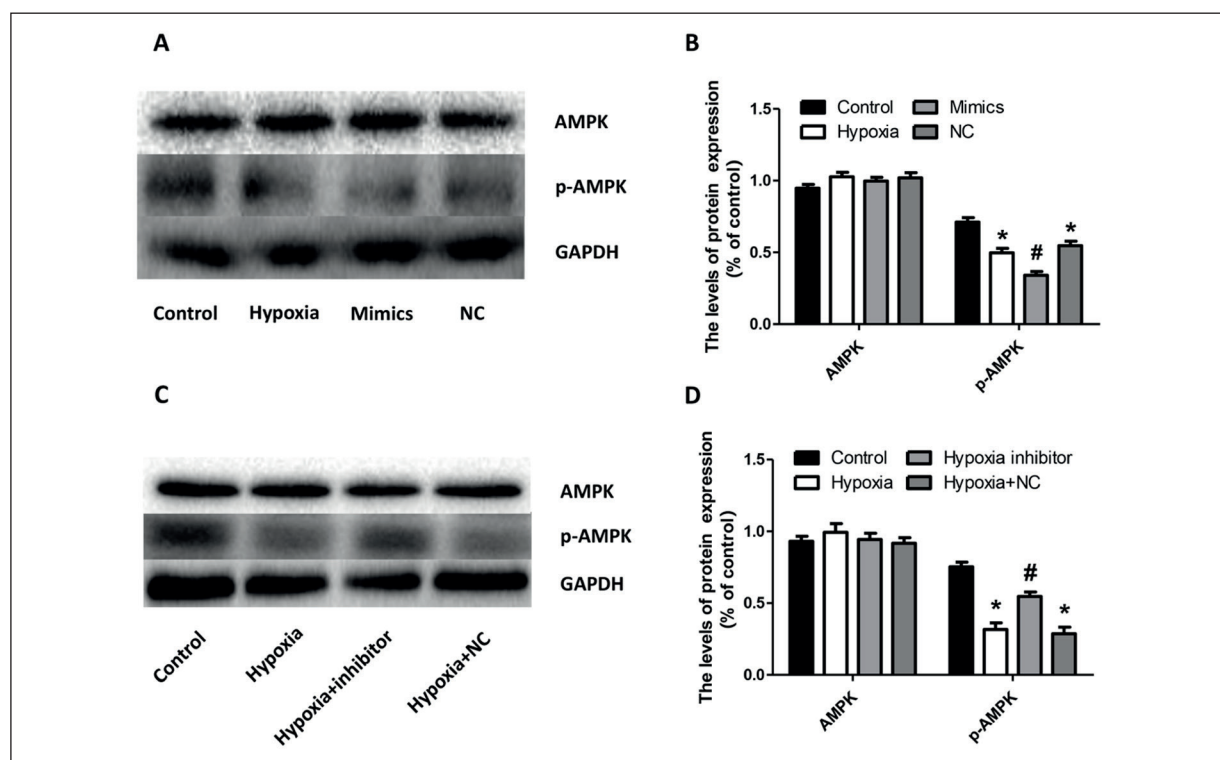 A
AMPK
p-AMPK
GAPDH
Control Hypoxia Mimics NC
B
The levels of protein expression
(% of control)
1.5
1.0
0.5
0.0
Control Mimics
Hypoxia NC
* # *
AMPK p-AMPK
C
AMPK
p-AMPK
GAPDH
Control Hypoxia Hypoxia+inhibitor Hypoxia+NC
D
The levels of protein expression
(% of control)
1.5
1.0
0.5
0.0
Control Hypoxia inhibitor
Hypoxia Hypoxia+NC
* # *
AMPK p-AMPK